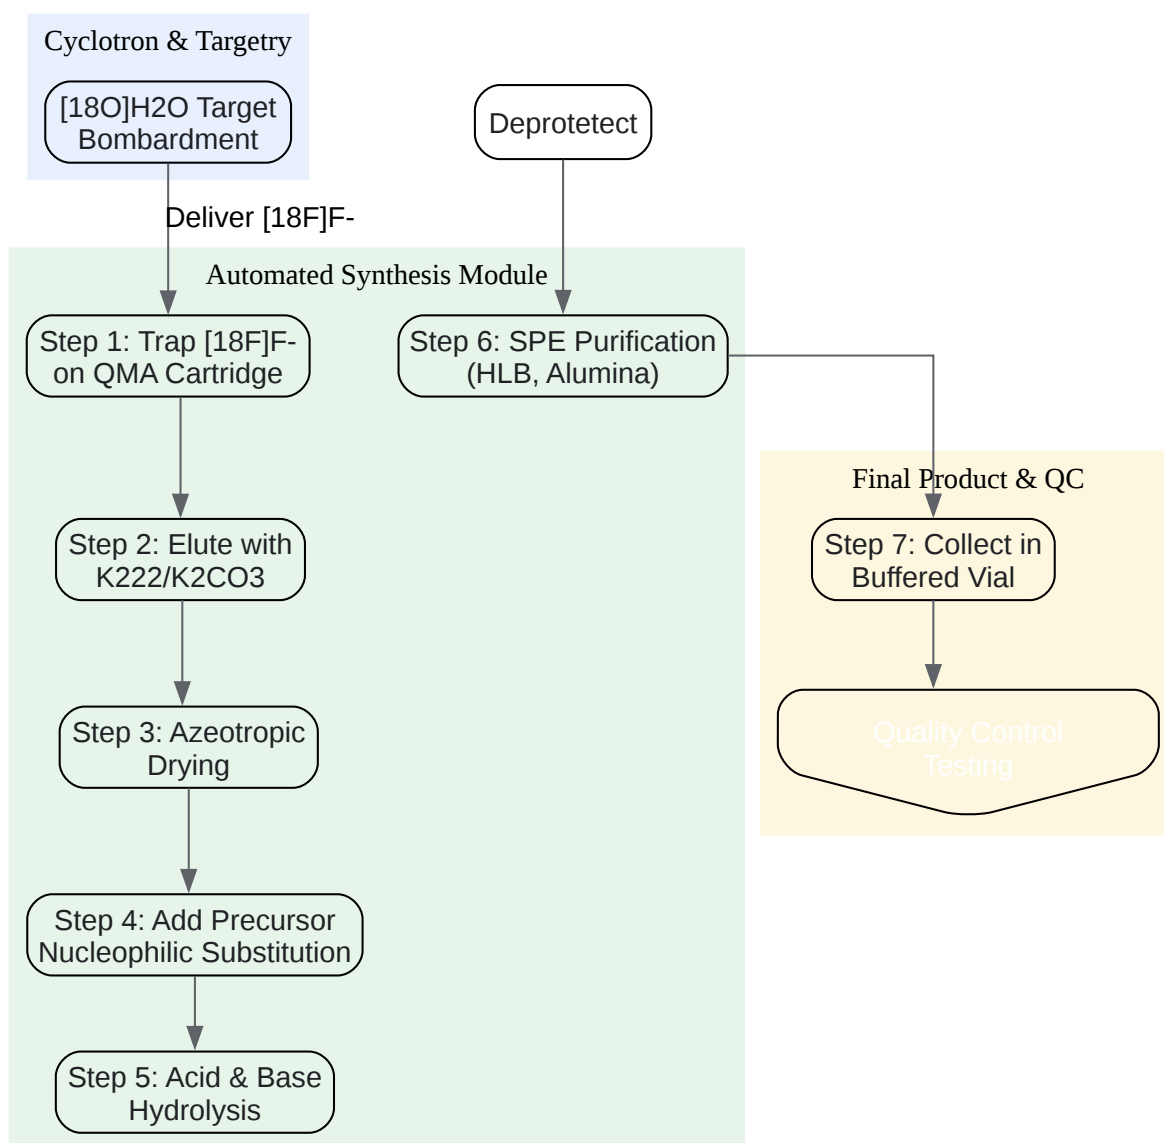 Cyclotron & Targetry
[18O]H2O Target
Bombardment
Deprotetect
Deliver [18F]F-
Automated Synthesis Module
Step 1: Trap [18F]F-
on QMA Cartridge
Step 6: SPE Purification
(HLB, Alumina)
Final Product & QC
Step 2: Elute with
K222/K2CO3
Step 7: Collect in
Buffered Vial
Step 3: Azeotropic
Drying
Quality Control
Testing
Step 4: Add Precursor
Nucleophilic Substitution
Step 5: Acid & Base
Hydrolysis